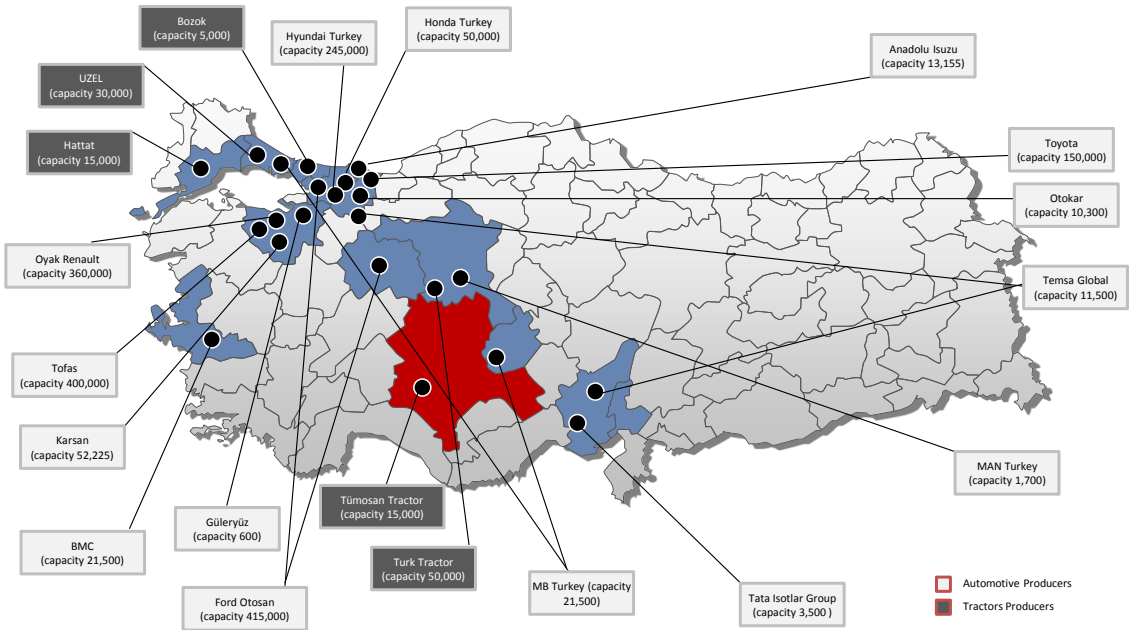 Bozok
(capacity 5,000)
Hyundai Turkey
(capacity 245,000)
Honda Turkey
(capacity 50,000)
Anadolu Isuzu
(capacity 13,155)
UZEL
(capacity 30,000)
Hattat
(capacity 15,000)
Toyota
(capacity 150,000)
Otokar
(capacity 10,300)
Oyak Renault
(capacity 360,000)
Temsa Global
(capacity 11,500)
Tofas
(capacity 400,000)
Karsan
(capacity 52,225)
MAN Turkey
(capacity 1,700)
Tümosan Tractor
(capacity 15,000)
Güleryüz
(capacity 600)
BMC
(capacity 21,500)
Turk Tractor
(capacity 50,000)
MB Turkey (capacity
21,500)
Ford Otosan
(capacity 415,000)
Tata Isotlar Group
(capacity 3,500 )
Automotive Producers
Tractors Producers